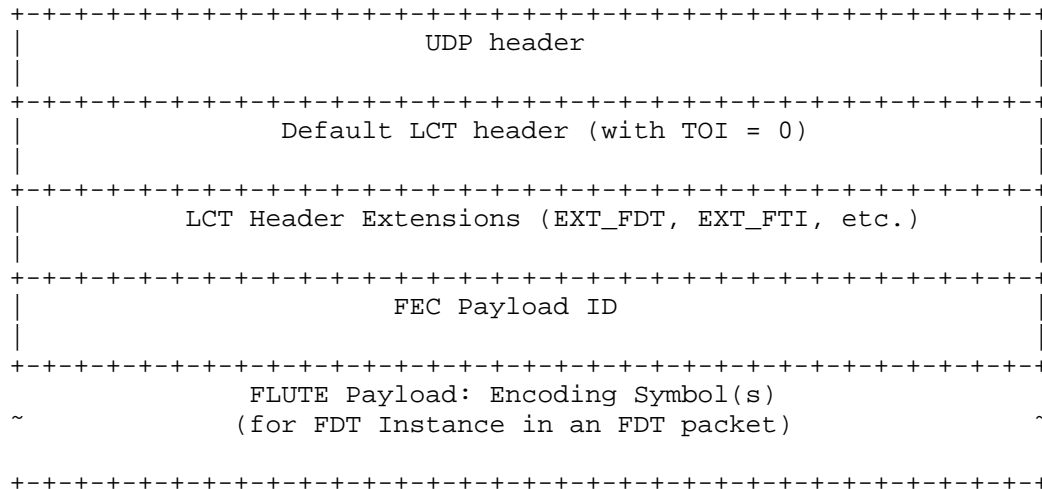 +-+-+-+-+-+-+-+-+-+-+-+-+-+-+-+-+-+-+-+-+-+-+-+-+-+-+-+-+-+-+-+-+
| UDP header |
| |
+-+-+-+-+-+-+-+-+-+-+-+-+-+-+-+-+-+-+-+-+-+-+-+-+-+-+-+-+-+-+-+-+
| Default LCT header (with TOI = 0) |
| |
+-+-+-+-+-+-+-+-+-+-+-+-+-+-+-+-+-+-+-+-+-+-+-+-+-+-+-+-+-+-+-+-+
| LCT Header Extensions (EXT_FDT, EXT_FTI, etc.) |
| |
+-+-+-+-+-+-+-+-+-+-+-+-+-+-+-+-+-+-+-+-+-+-+-+-+-+-+-+-+-+-+-+-+
| FEC Payload ID |
| |
+-+-+-+-+-+-+-+-+-+-+-+-+-+-+-+-+-+-+-+-+-+-+-+-+-+-+-+-+-+-+-+-+
FLUTE Payload: Encoding Symbol(s)
~ (for FDT Instance in an FDT packet) ~
+-+-+-+-+-+-+-+-+-+-+-+-+-+-+-+-+-+-+-+-+-+-+-+-+-+-+-+-+-+-+-+-+